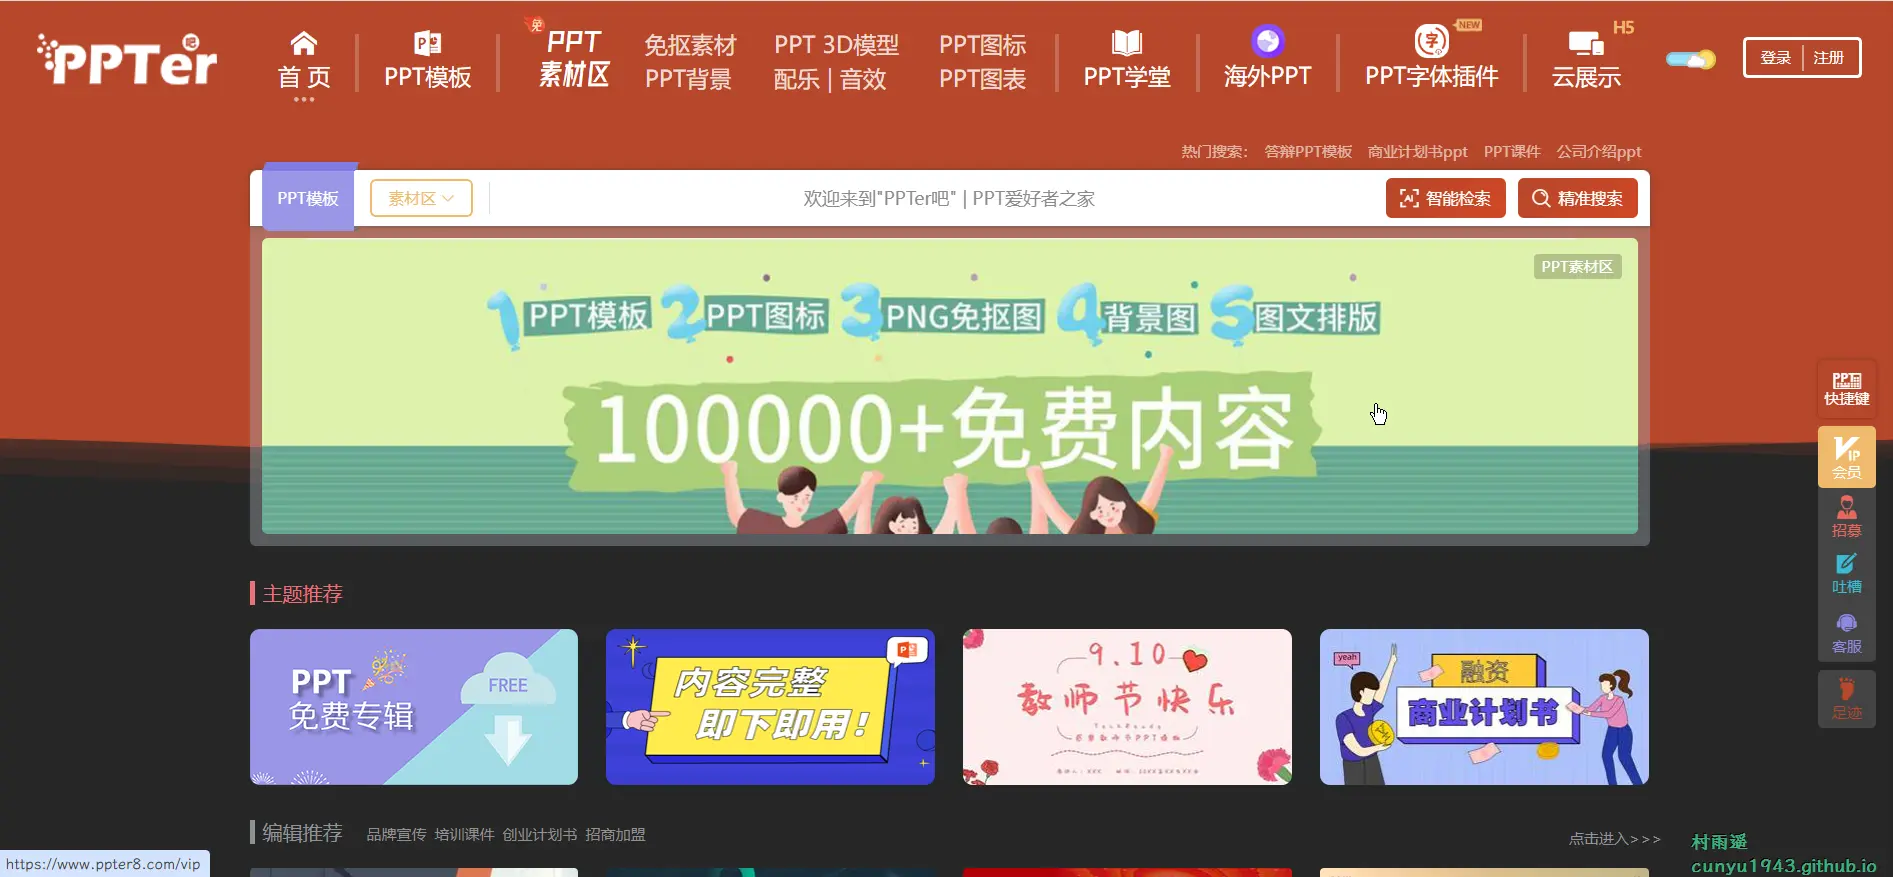 PPTer吧
首 页
PPT模板
免
PPT
素材区
免抠素材
PPT背景
PPT 3D模型
配乐 | 音效
PPT图标
PPT图表
PPT学堂
海外PPT
字
NEW
PPT字体插件
H5
云展示
登录
注册
热门搜索:
答辩PPT模板
商业计划书ppt
PPT课件
公司介绍ppt
PPT模板
素材区
欢迎来到"PPTer吧" | PPT爱好者之家
AI
智能检索
精准搜索
PPT素材区
1PPT模板
2PPT图标
3PNG免抠图
4背景图
5图文排版
100000+免费内容
PPT
快捷键
VIP
会员
招募
吐槽
客服
足迹
主题推荐
PPT
免费专辑
FREE
P
内容完整
即下即用!
9.10
教师节快乐
yeah
融资
商业计划书
编辑推荐
品牌宣传 培训课件 创业计划书 招商加盟
点击进入>>>
https://www.ppter8.com/vip
村雨遥
cunyu1943.github.io